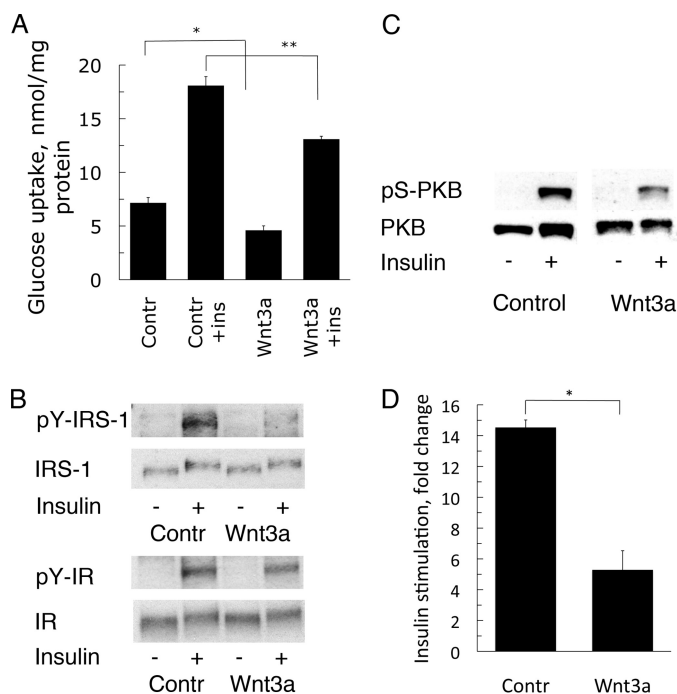 A
*
**
Glucose uptake, nmol/mg
protein
20
15
10
5
0
Contr
Contr
+ins
Wnt3a
Wnt3a
+ins
B
pY-IRS-1
IRS-1
Insulin - + - +
Contr Wnt3a
pY-IR
IR
Insulin - + - +
Contr Wnt3a
C
pS-PKB
PKB
Insulin - + - +
Control Wnt3a
D
*
Insulin stimulation, fold change
16
14
12
10
8
6
4
2
0
Contr Wnt3a